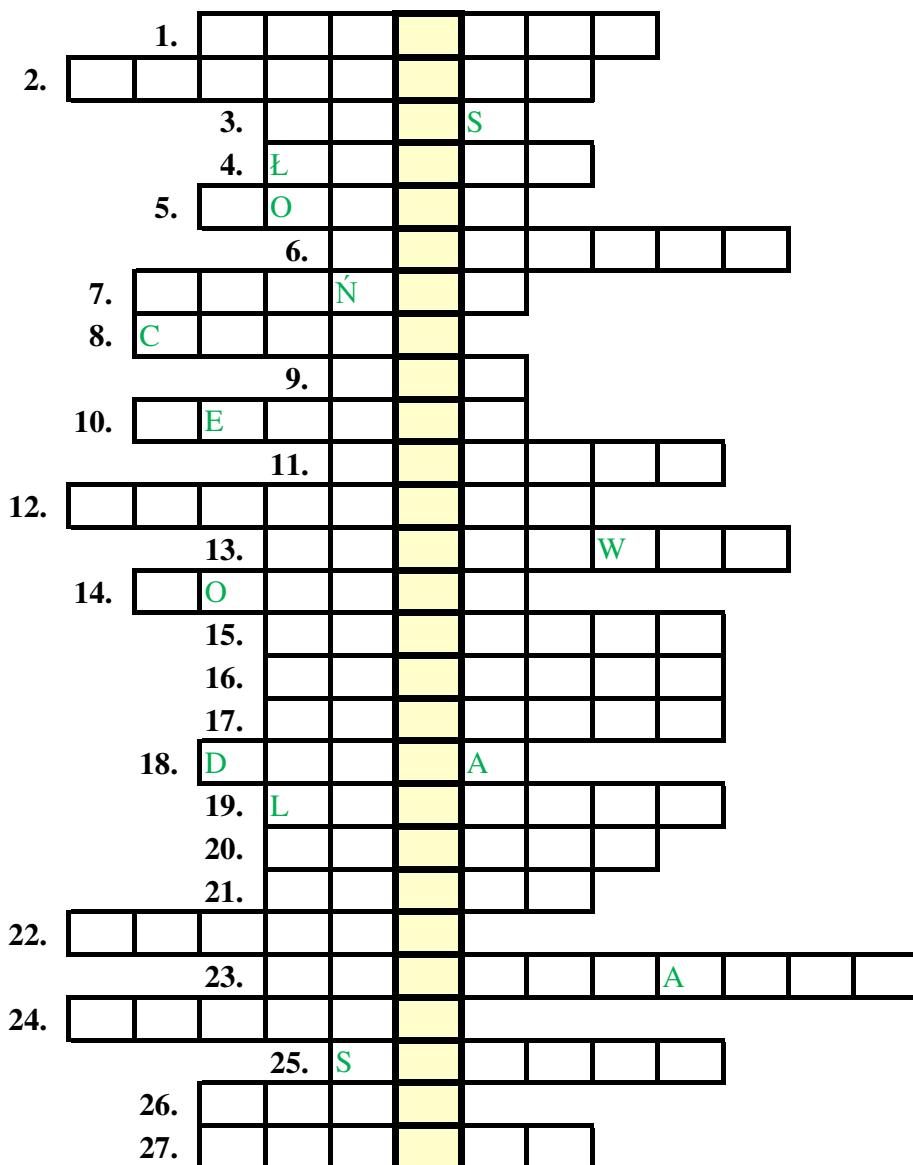 1.
2.
3. S
4. Ł
5. O
6.
7. Ń
8. C
9.
10. E
11.
12.
13. W
14. O
15.
16.
17.
18. D A
19. L
20.
21.
22.
23. A
24.
25. S
26.
27.